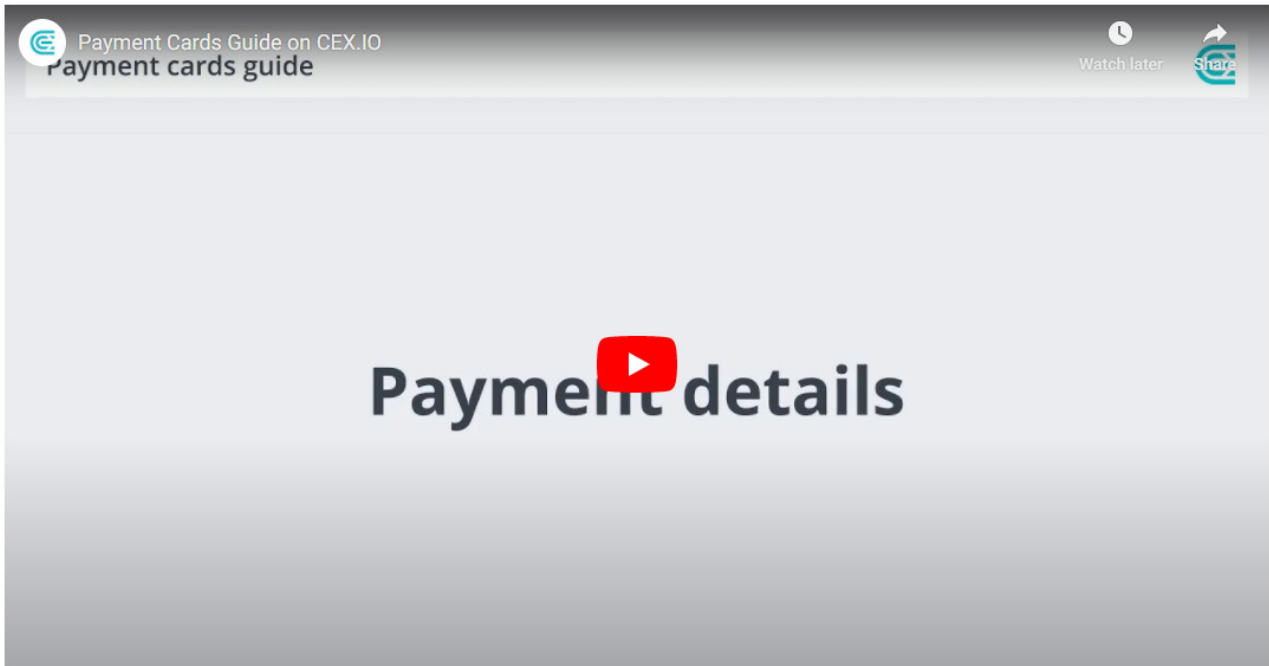 Payment Cards Guide on CEX.IO
Payment cards guide
Watch later
Share
Payment details